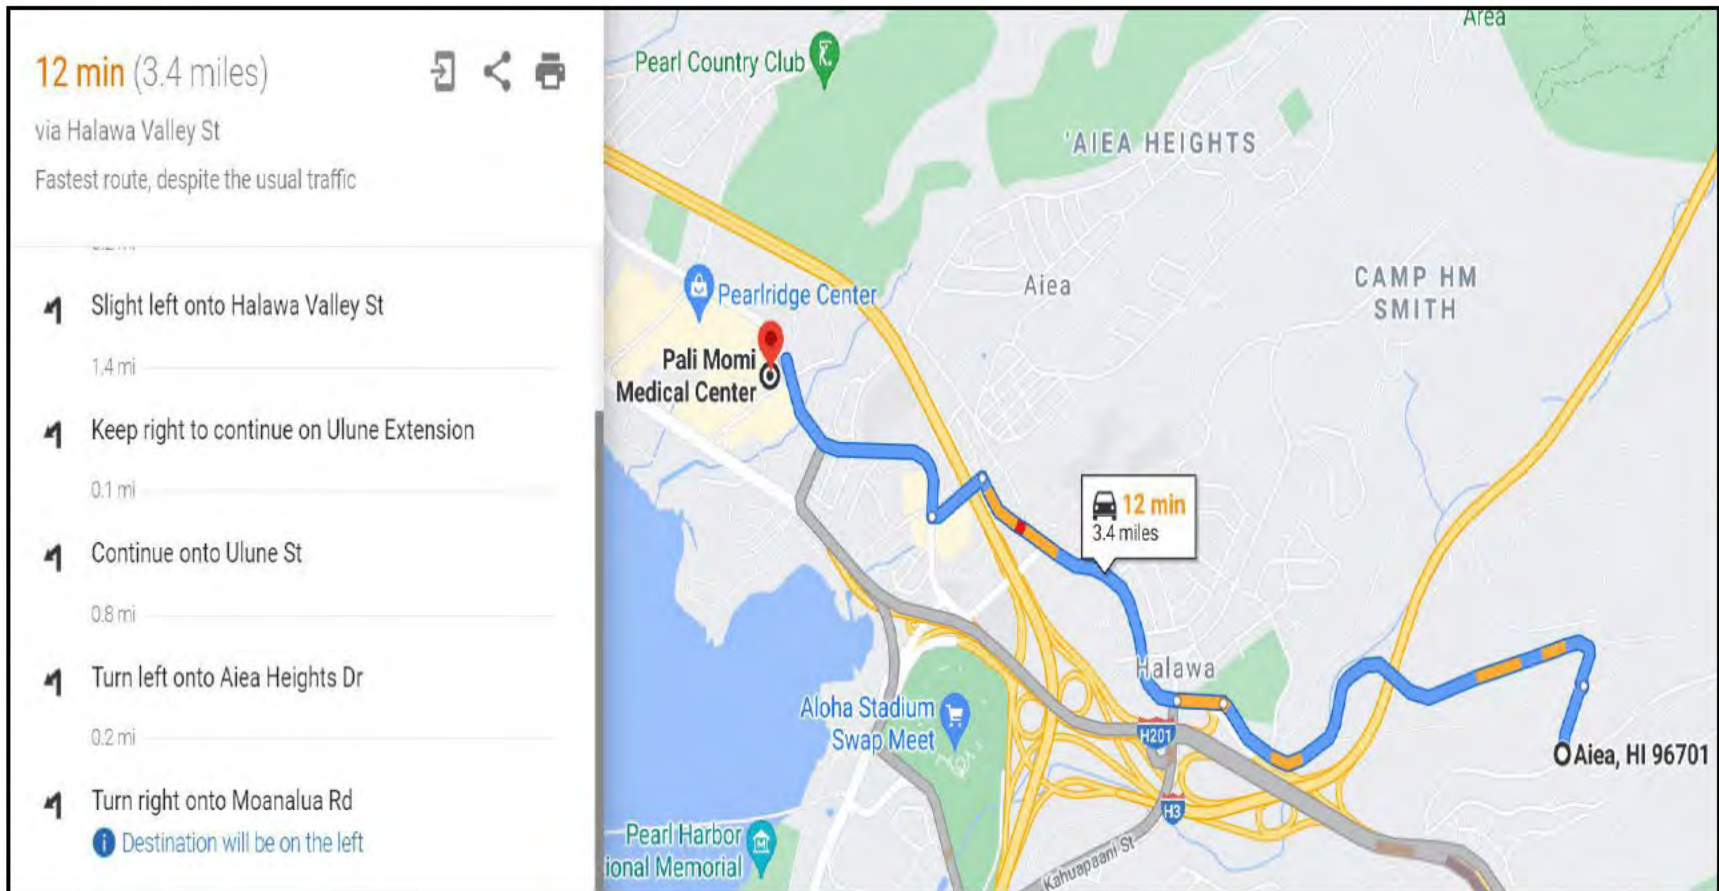 12 min (3.4 miles)
via Halawa Valley St
Fastest route, despite the usual traffic
Slight left onto Halawa Valley St
1.4 mi
Keep right to continue on Ulune Extension
0.1 mi
Continue onto Ulune St
0.8 mi
Turn left onto Aiea Heights Dr
0.2 mi
Turn right onto Moanalua Rd
Destination will be on the left
Area
Pearl Country Club
'AIEA HEIGHTS
Pearlridge Center
Aiea
CAMP HM
SMITH
Pali Momi
Medical Center
12 min
3.4 miles
Halawa
Aloha Stadium
Swap Meet
H201
Aiea, HI 96701
H3
Pearl Harbor
ional Memorial
Kahuapaani St